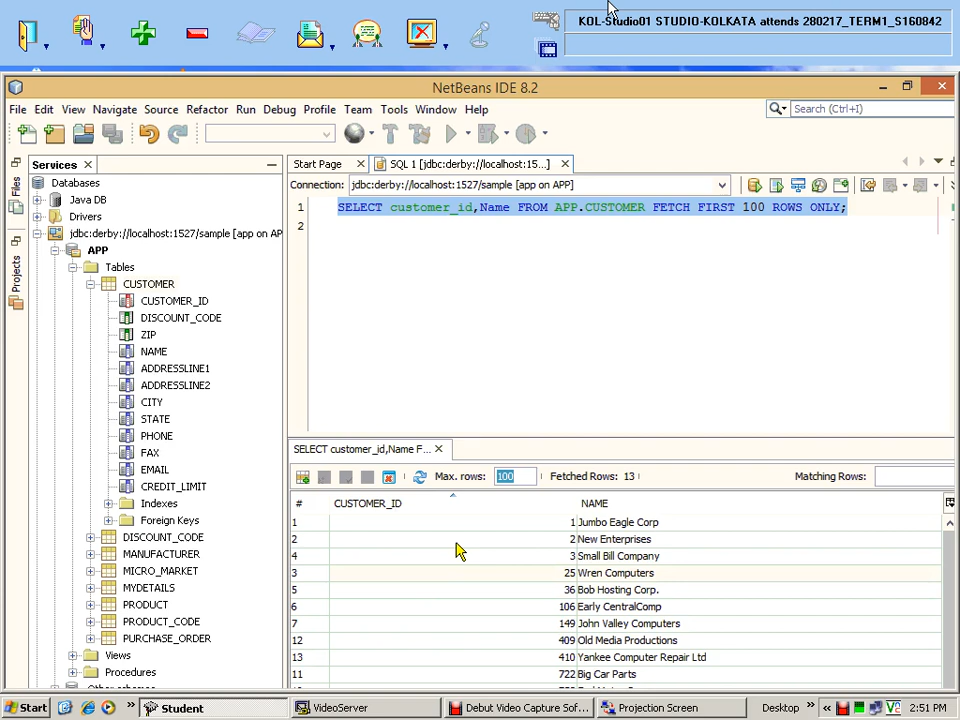 KOL-Studio01 STUDIO-KOLKATA attends 280217_TERM1_S160842
NetBeans IDE 8.2
File Edit View Navigate Source Refactor Run Debug Profile Team Tools Window Help
Search (Ctrl+I)
Services
Start Page
SQL 1 [jdbc:derby://localhost:15...]
Files
Projects
Databases
Java DB
Drivers
jdbc:derby://localhost:1527/sample [app on AP
APP
Tables
CUSTOMER
CUSTOMER_ID
DISCOUNT_CODE
ZIP
NAME
ADDRESSLINE1
ADDRESSLINE2
CITY
STATE
PHONE
FAX
EMAIL
CREDIT_LIMIT
Indexes
Foreign Keys
DISCOUNT_CODE
MANUFACTURER
MICRO_MARKET
MYDETAILS
PRODUCT
PRODUCT_CODE
PURCHASE_ORDER
Views
Procedures
Connection: jdbc:derby://localhost:1527/sample [app on APP]
1 SELECT customer_id,Name FROM APP.CUSTOMER FETCH FIRST 100 ROWS ONLY;
2
SELECT customer_id,Name F...
Max. rows: 100 Fetched Rows: 13 Matching Rows:
# CUSTOMER_ID NAME
1 1 Jumbo Eagle Corp
2 2 New Enterprises
4 3 Small Bill Company
3 25 Wren Computers
5 36 Bob Hosting Corp.
6 106 Early CentralComp
7 149 John Valley Computers
12 409 Old Media Productions
13 410 Yankee Computer Repair Ltd
11 722 Big Car Parts
Start
Student
VideoServer
Debut Video Capture Sof...
Projection Screen
Desktop
2:51 PM